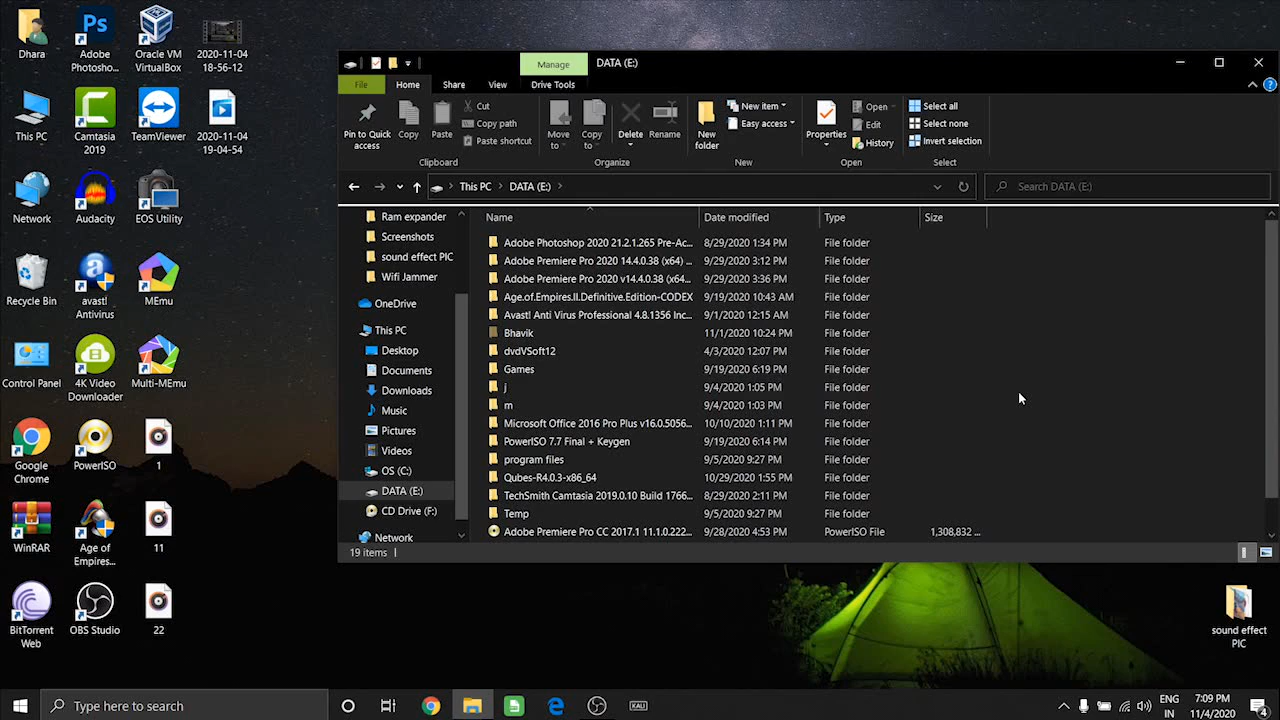 Dhara
Adobe
Photosho...
Oracle VM
VirtualBox
2020-11-04
18-56-12
This PC
Camtasia
2019
TeamViewer
2020-11-04
19-04-54
Network
Audacity
EOS Utility
Recycle Bin
avast!
Antivirus
MEmu
Control Panel
4K Video
Downloader
Multi-MEmu
Google
Chrome
PowerISO
1
WinRAR
Age of
Empires...
11
BitTorrent
Web
OBS Studio
22
Manage
DATA (E:)
File
Home
Share
View
Drive Tools
Pin to Quick
access
Copy
Paste
Cut
Copy path
Paste shortcut
Clipboard
Move
to
Copy
to
Delete
Rename
Organize
New
folder
New item
Easy access
New
Properties
Open
Edit
History
Open
Select all
Select none
Invert selection
Select
This PC
DATA (E:)
Search DATA (E:)
Ram expander
Screenshots
sound effect PIC
Wifi Jammer
OneDrive
This PC
Desktop
Documents
Downloads
Music
Pictures
Videos
OS (C:)
DATA (E:)
CD Drive (F:)
Network
Name Date modified Type Size
Adobe Photoshop 2020 21.2.1.265 Pre-Ac... 8/29/2020 1:34 PM File folder
Adobe Premiere Pro 2020 14.4.0.38 (x64) ... 9/29/2020 3:12 PM File folder
Adobe Premiere Pro 2020 v14.4.0.38 (x64... 9/29/2020 3:36 PM File folder
Age.of.Empires.II.Definitive.Edition-CODEX 9/19/2020 10:43 AM File folder
Avast! Anti Virus Professional 4.8.1356 Inc... 9/1/2020 12:15 AM File folder
Bhavik 11/1/2020 10:24 PM File folder
dvdVSoft12 4/3/2020 12:07 PM File folder
Games 9/19/2020 6:19 PM File folder
j 9/4/2020 1:05 PM File folder
m 9/4/2020 1:03 PM File folder
Microsoft Office 2016 Pro Plus v16.0.5056... 10/10/2020 1:11 PM File folder
PowerISO 7.7 Final + Keygen 9/19/2020 6:14 PM File folder
program files 9/5/2020 9:27 PM File folder
Qubes-R4.0.3-x86_64 10/29/2020 1:55 PM File folder
TechSmith Camtasia 2019.0.10 Build 1766... 8/29/2020 2:11 PM File folder
Temp 9/5/2020 9:27 PM File folder
Adobe Premiere Pro CC 2017.1 11.1.0.222... 9/28/2020 4:53 PM PowerISO File 1,308,832 ...
19 items
sound effect
PIC
Type here to search
KALI
ENG
IN
7:09 PM
11/4/2020
4